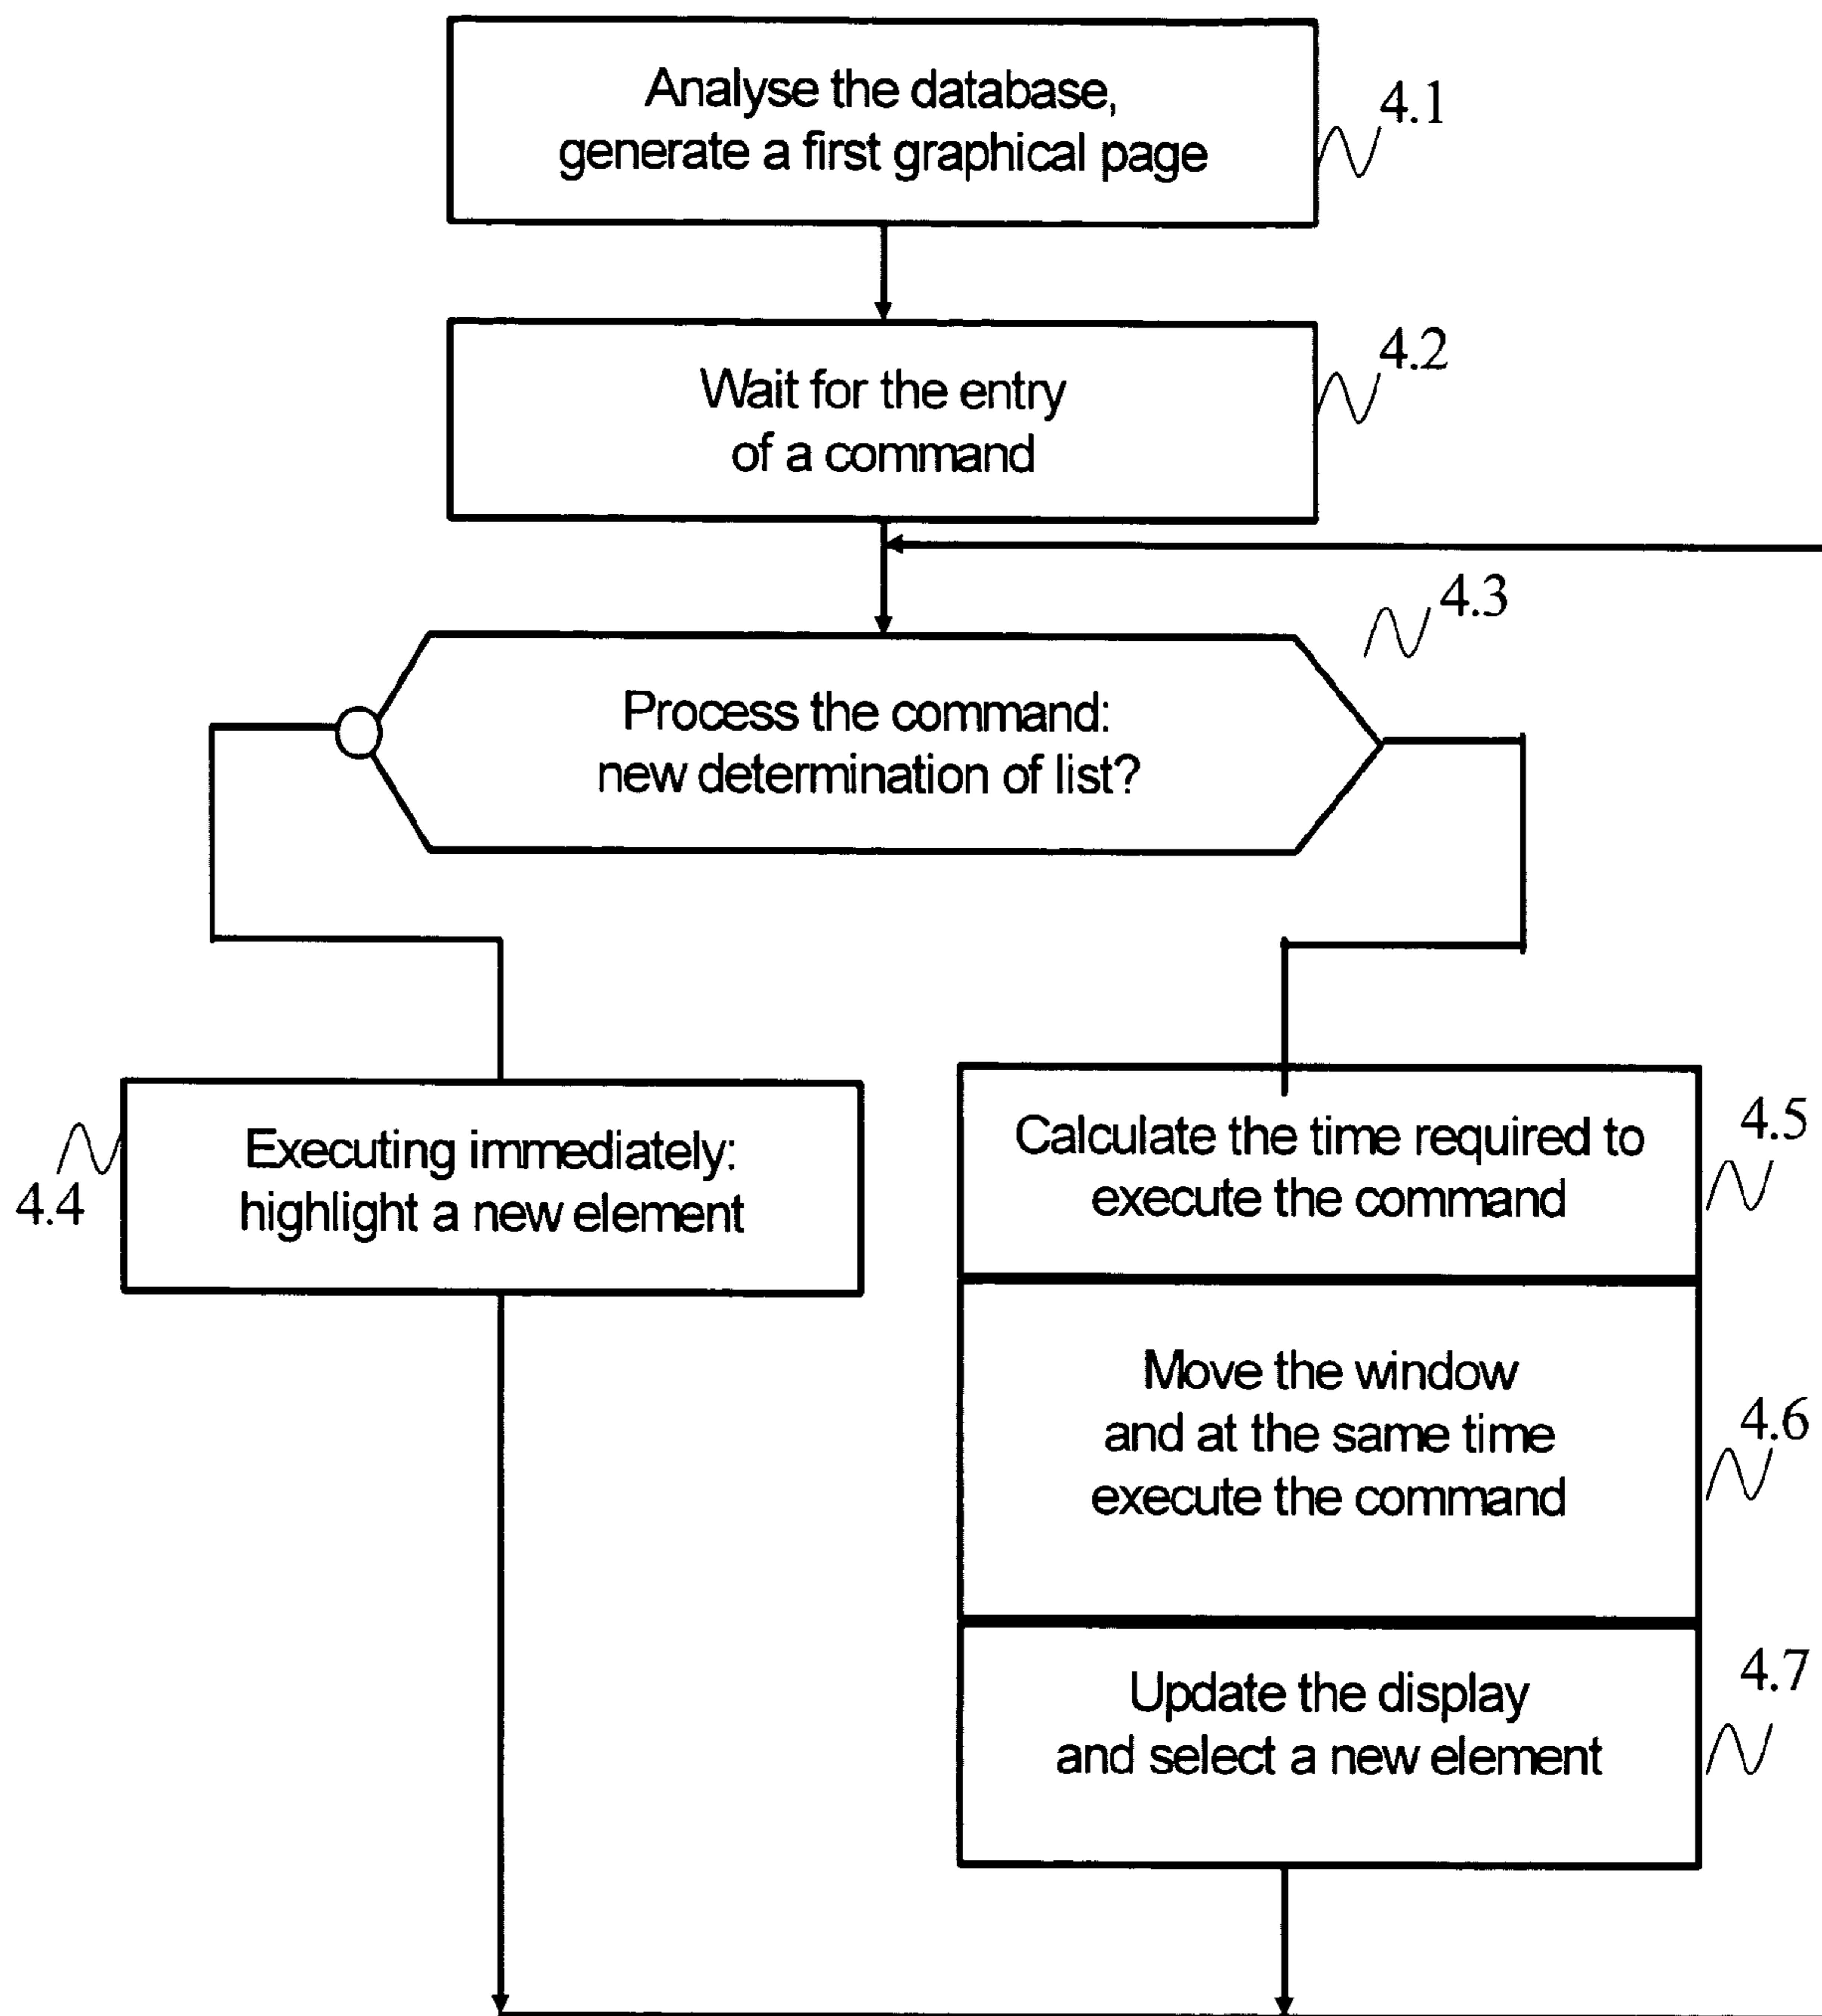 Analyse the database,
generate a first graphical page
4.1
Wait for the entry
of a command
4.2
4.3
Process the command:
new determination of list?
Executing immediately:
highlight a new element
4.4
Calculate the time required to
execute the command
4.5
Move the window
and at the same time
execute the command
4.6
Update the display
and select a new element
4.7